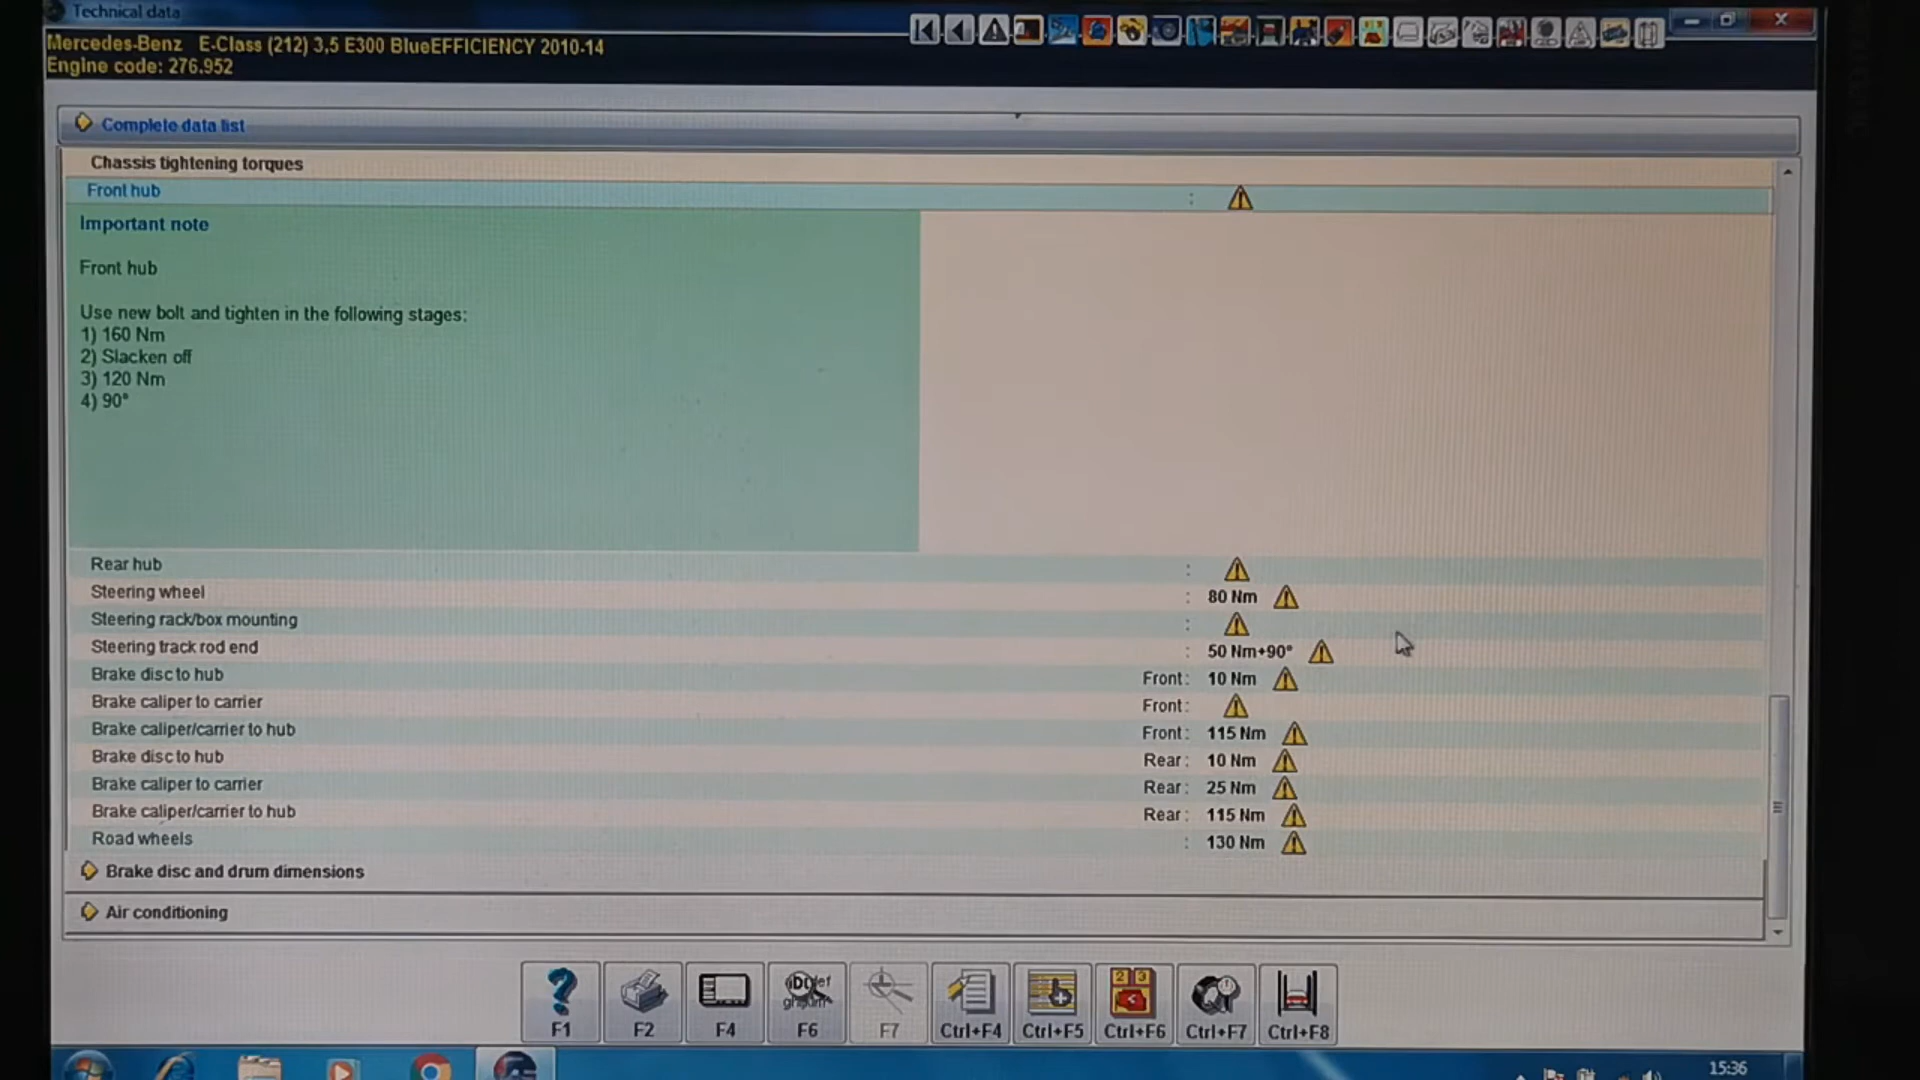 Technical data
Mercedes-Benz E-Class (212) 3,5 E300 BlueEFFICIENCY 2010-14
Engine code: 276.952
Complete data list
Chassis tightening torques
Front hub :
Important note
Front hub
Use new bolt and tighten in the following stages:
1) 160 Nm
2) Slacken off
3) 120 Nm
4) 90°
Rear hub :
Steering wheel : 80 Nm
Steering rack/box mounting :
Steering track rod end : 50 Nm+90°
Brake disc to hub Front: 10 Nm
Brake caliper to carrier Front:
Brake caliper/carrier to hub Front: 115 Nm
Brake disc to hub Rear: 10 Nm
Brake caliper to carrier Rear: 25 Nm
Brake caliper/carrier to hub Rear: 115 Nm
Road wheels : 130 Nm
Brake disc and drum dimensions
Air conditioning
2 3
F1 F2 F4 F6 F7 Ctrl+F4 Ctrl+F5 Ctrl+F6 Ctrl+F7 Ctrl+F8
15:36